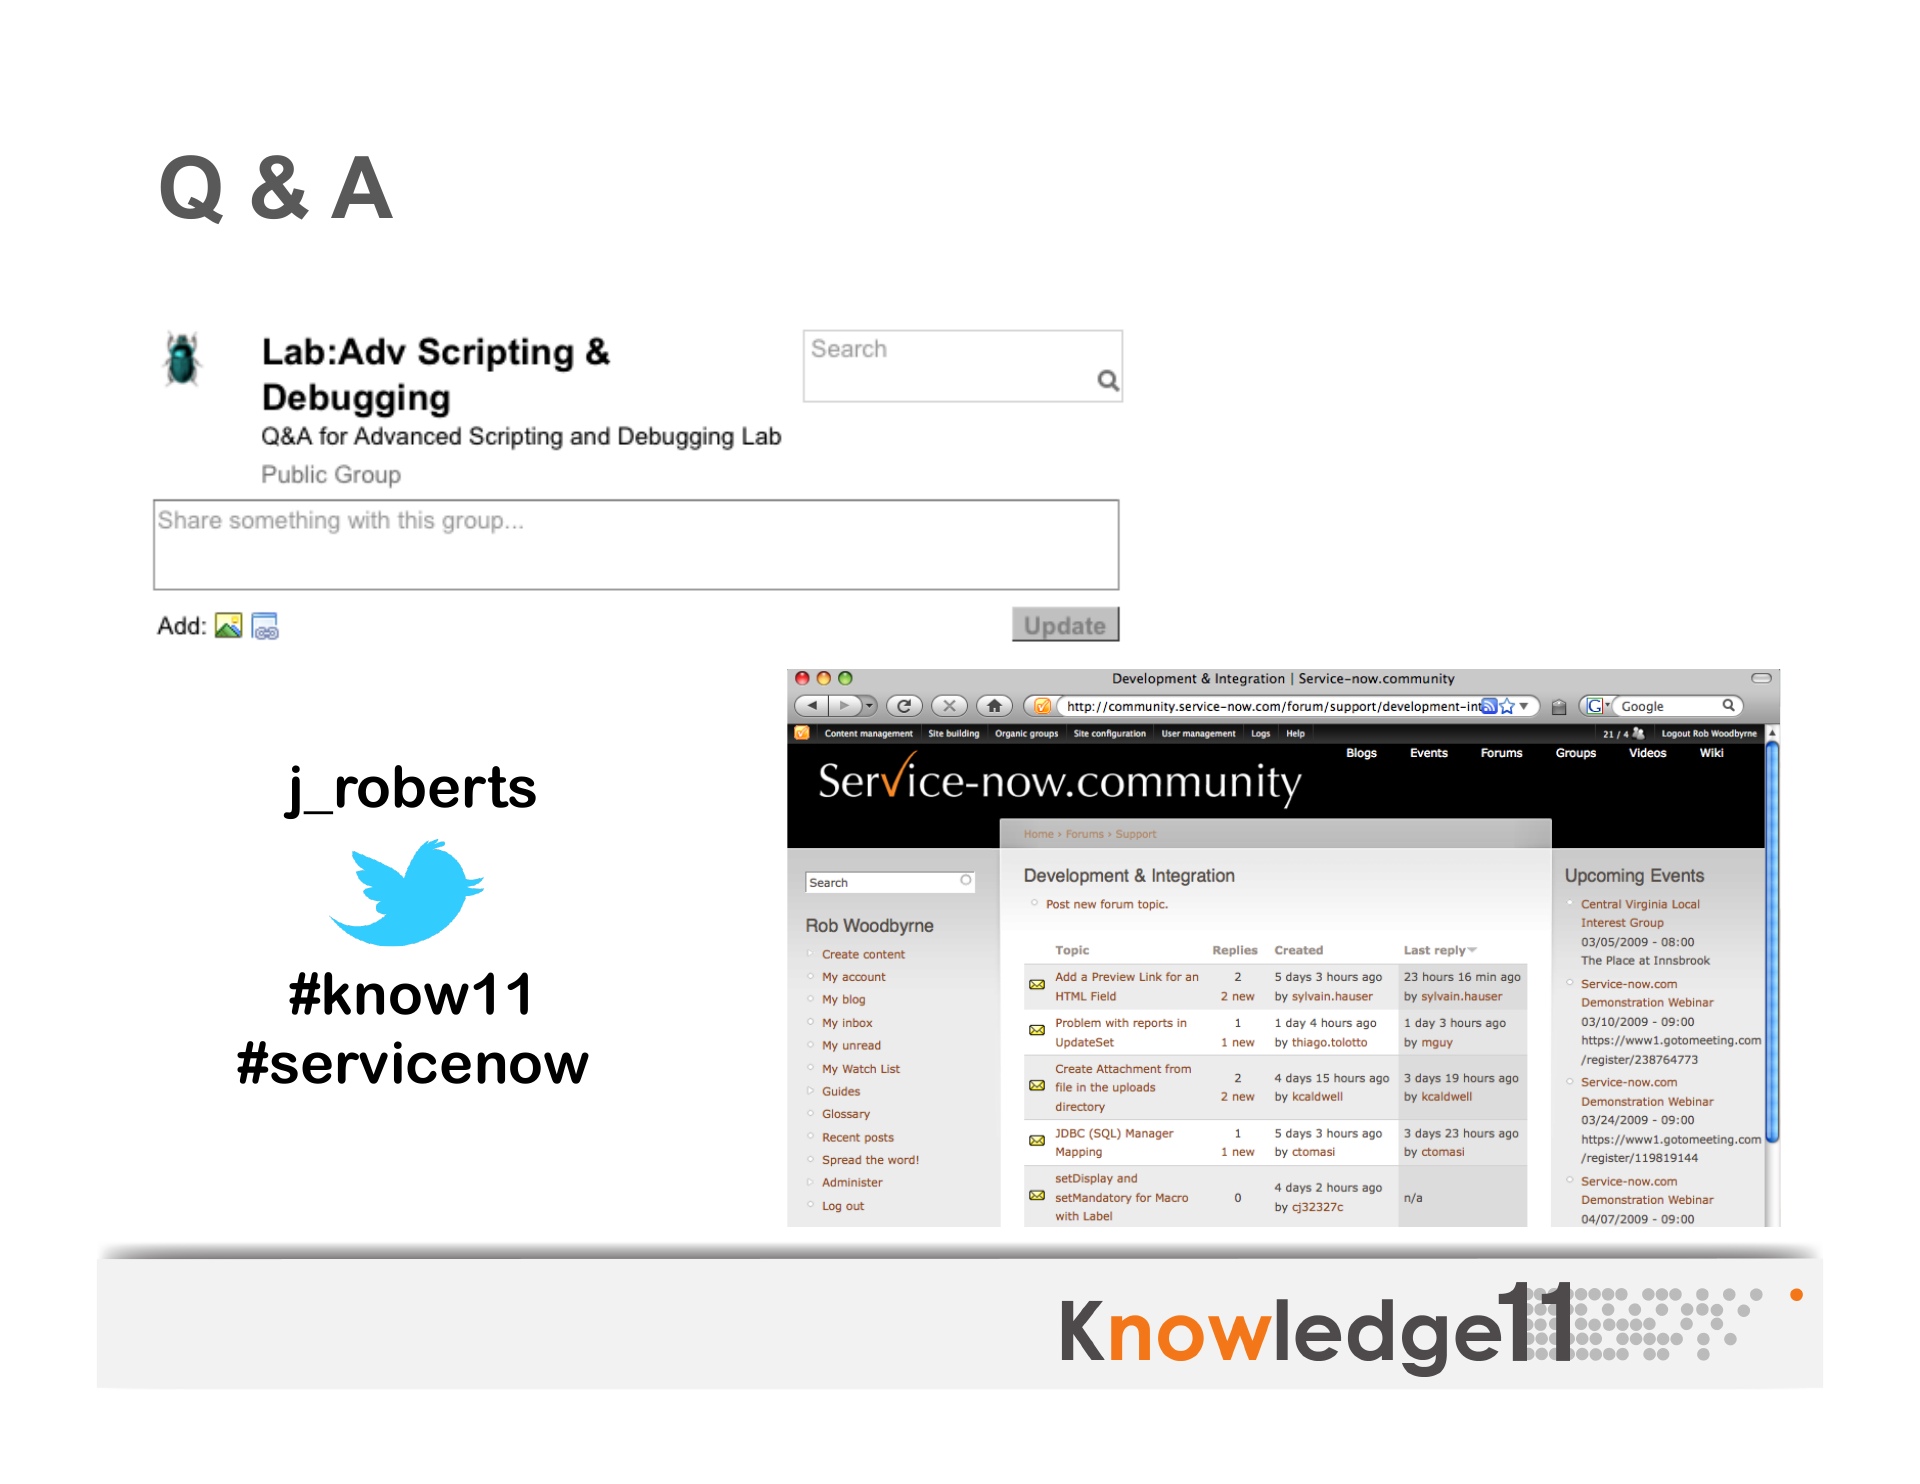 Q & A
Lab:Adv Scripting &
Debugging
Q&A for Advanced Scripting and Debugging Lab
Public Group
Search
Share something with this group...
Add:
Update
j_roberts
#know11
#servicenow
Development & Integration | Service-now.community
http://community.service-now.com/forum/support/development-int
Google
Content management Site building Organic groups Site configuration User management Logs Help 21 / 4 Logout Rob Woodbyrne
Blogs Events Forums Groups Videos Wiki
Service-now.community
Home › Forums › Support
Search
Rob Woodbyrne
Create content
My account
My blog
My inbox
My unread
My Watch List
Guides
Glossary
Recent posts
Spread the word!
Administer
Log out
Development & Integration
Post new forum topic.
Topic Replies Created Last reply
Add a Preview Link for an 2 5 days 3 hours ago 23 hours 16 min ago
HTML Field 2 new by sylvain.hauser by sylvain.hauser
Problem with reports in 1 1 day 4 hours ago 1 day 3 hours ago
UpdateSet 1 new by thiago.tolotto by mguy
Create Attachment from
file in the uploads 2 4 days 15 hours ago 3 days 19 hours ago
directory 2 new by kcaldwell by kcaldwell
JDBC (SQL) Manager 1 5 days 3 hours ago 3 days 23 hours ago
Mapping 1 new by ctomasi by ctomasi
setDisplay and
setMandatory for Macro 0 4 days 2 hours ago n/a
with Label by cj32327c
Upcoming Events
Central Virginia Local
Interest Group
03/05/2009 - 08:00
The Place at Innsbrook
Service-now.com
Demonstration Webinar
03/10/2009 - 09:00
https://www1.gotomeeting.com
/register/238764773
Service-now.com
Demonstration Webinar
03/24/2009 - 09:00
https://www1.gotomeeting.com
/register/119819144
Service-now.com
Demonstration Webinar
04/07/2009 - 09:00
Knowledge11